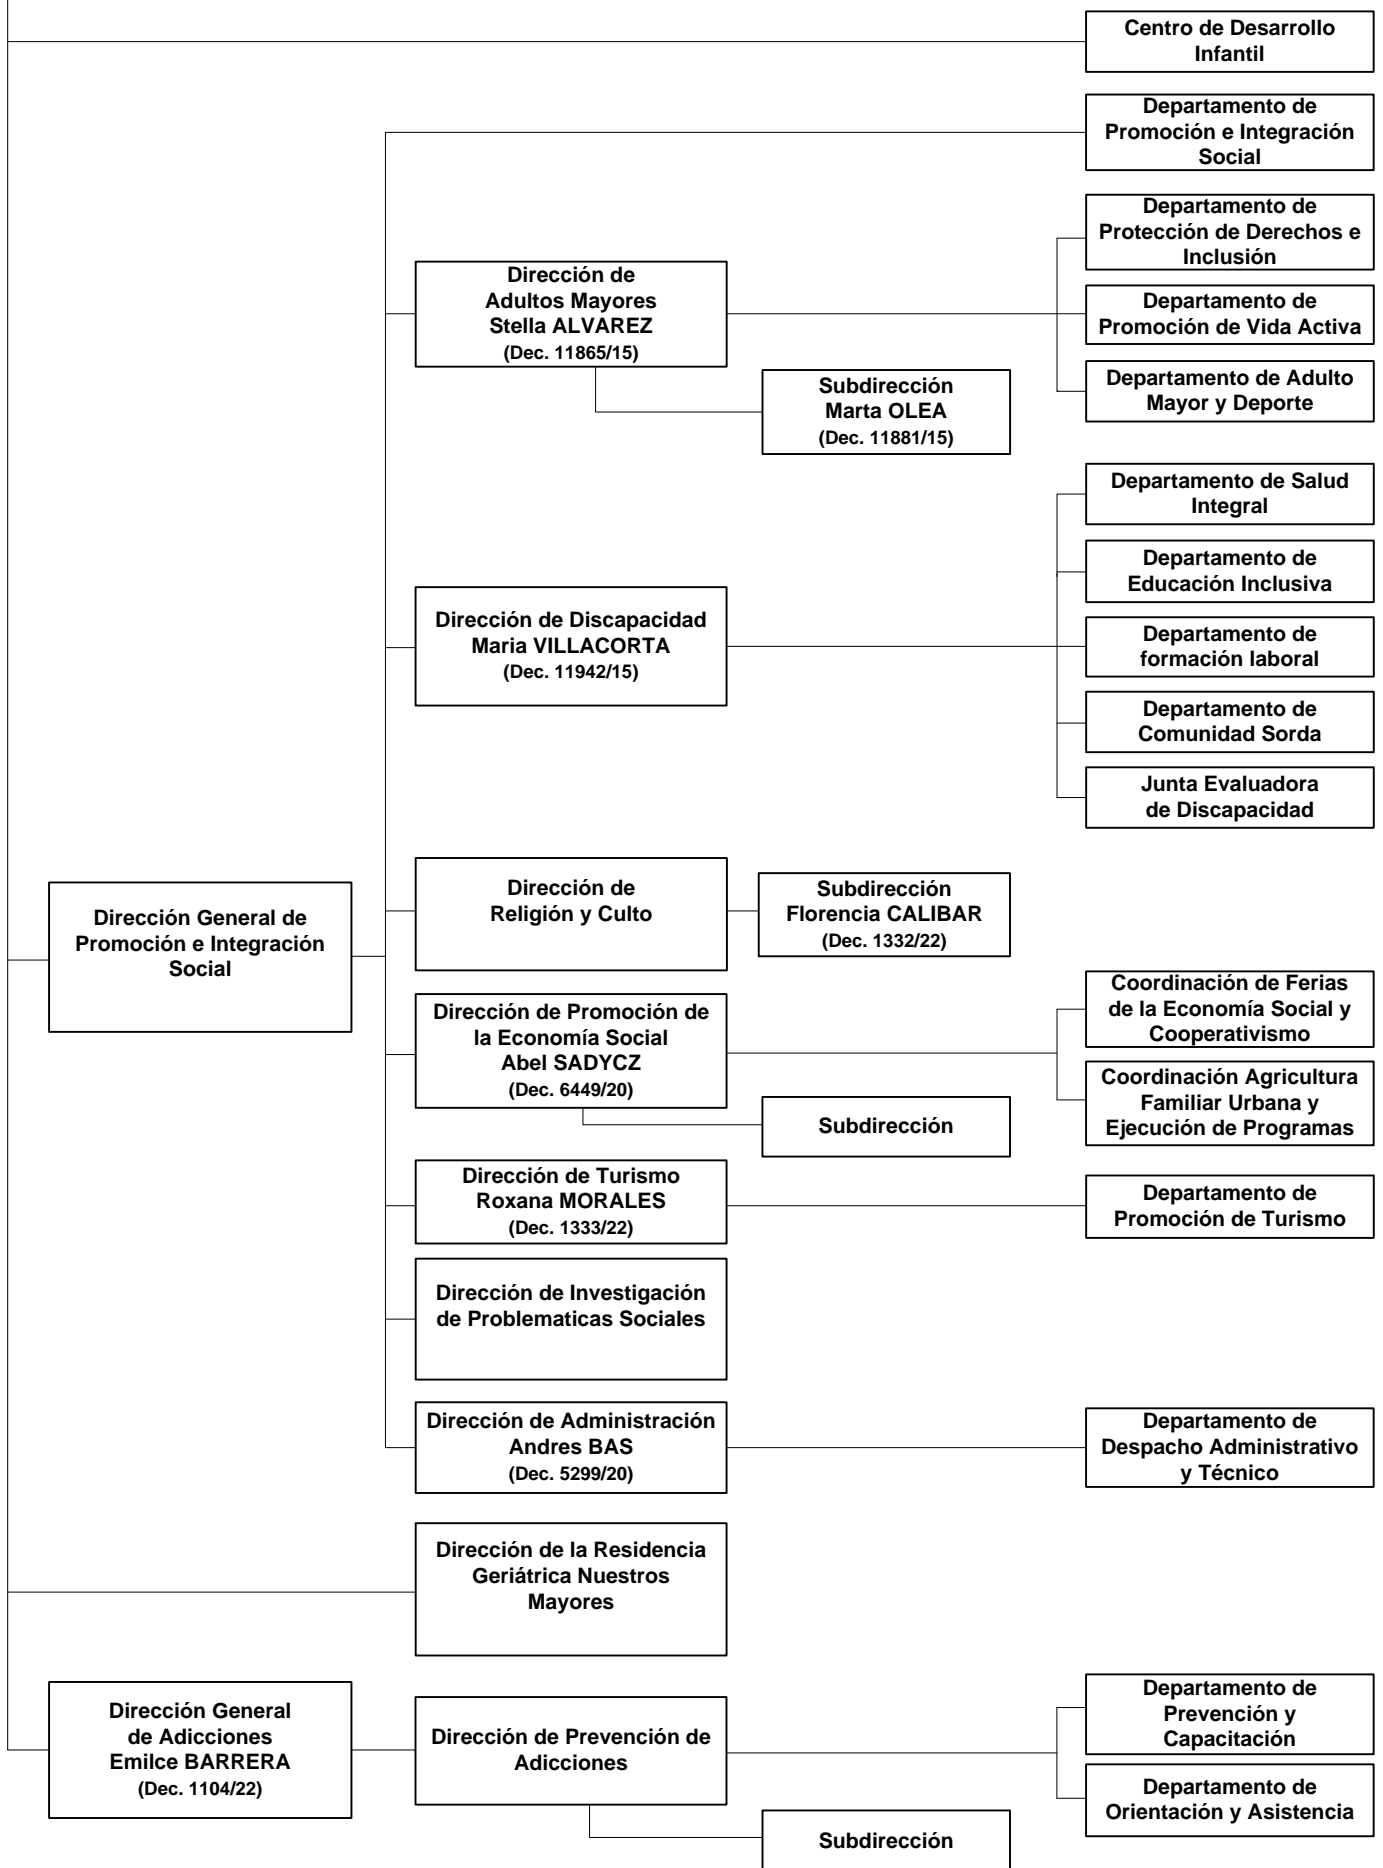 Centro de Desarrollo
Infantil
Departamento de
Promoción e Integración
Social
Departamento de
Protección de Derechos e
Inclusión
Dirección de
Adultos Mayores
Stella ALVAREZ
(Dec. 11865/15)
Departamento de
Promoción de Vida Activa
Departamento de Adulto
Mayor y Deporte
Subdirección
Marta OLEA
(Dec. 11881/15)
Departamento de Salud
Integral
Departamento de
Educación Inclusiva
Dirección de Discapacidad
Maria VILLACORTA
(Dec. 11942/15)
Departamento de
formación laboral
Departamento de
Comunidad Sorda
Junta Evaluadora
de Discapacidad
Dirección General de
Promoción e Integración
Social
Dirección de
Religión y Culto
Subdirección
Florencia CALIBAR
(Dec. 1332/22)
Dirección de Promoción de
la Economía Social
Abel SADYCZ
(Dec. 6449/20)
Coordinación de Ferias
de la Economía Social y
Cooperativismo
Coordinación Agricultura
Familiar Urbana y
Ejecución de Programas
Subdirección
Dirección de Turismo
Roxana MORALES
(Dec. 1333/22)
Departamento de
Promoción de Turismo
Dirección de Investigación
de Problematicas Sociales
Dirección de Administración
Andres BAS
(Dec. 5299/20)
Departamento de
Despacho Administrativo
y Técnico
Dirección de la Residencia
Geriátrica Nuestros
Mayores
Dirección General
de Adicciones
Emilce BARRERA
(Dec. 1104/22)
Dirección de Prevención de
Adicciones
Departamento de
Prevención y
Capacitación
Departamento de
Orientación y Asistencia
Subdirección